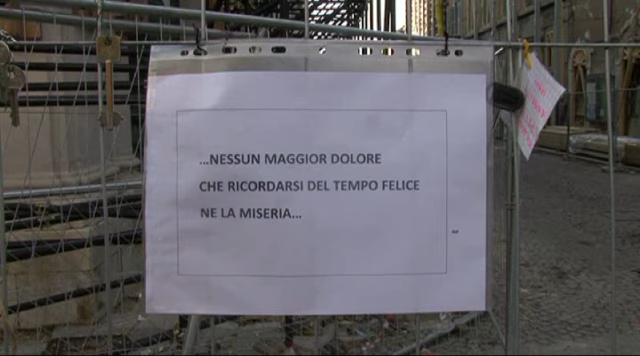 ...NESSUN MAGGIOR DOLORE
CHE RICORDARSI DEL TEMPO FELICE
NE LA MISERIA...